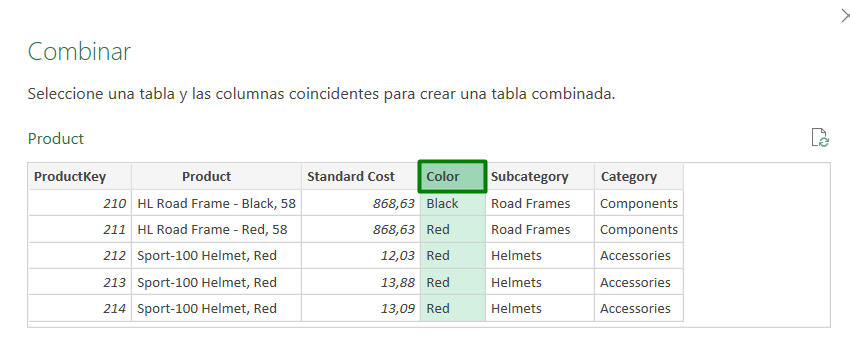 Combinar
Seleccione una tabla y las columnas coincidentes para crear una tabla combinada.
Product
ProductKey Product Standard Cost Color Subcategory Category
210 HL Road Frame - Black, 58 868,63 Black Road Frames Components
211 HL Road Frame - Red, 58 868,63 Red Road Frames Components
212 Sport-100 Helmet, Red 12,03 Red Helmets Accessories
213 Sport-100 Helmet, Red 13,88 Red Helmets Accessories
214 Sport-100 Helmet, Red 13,09 Red Helmets Accessories